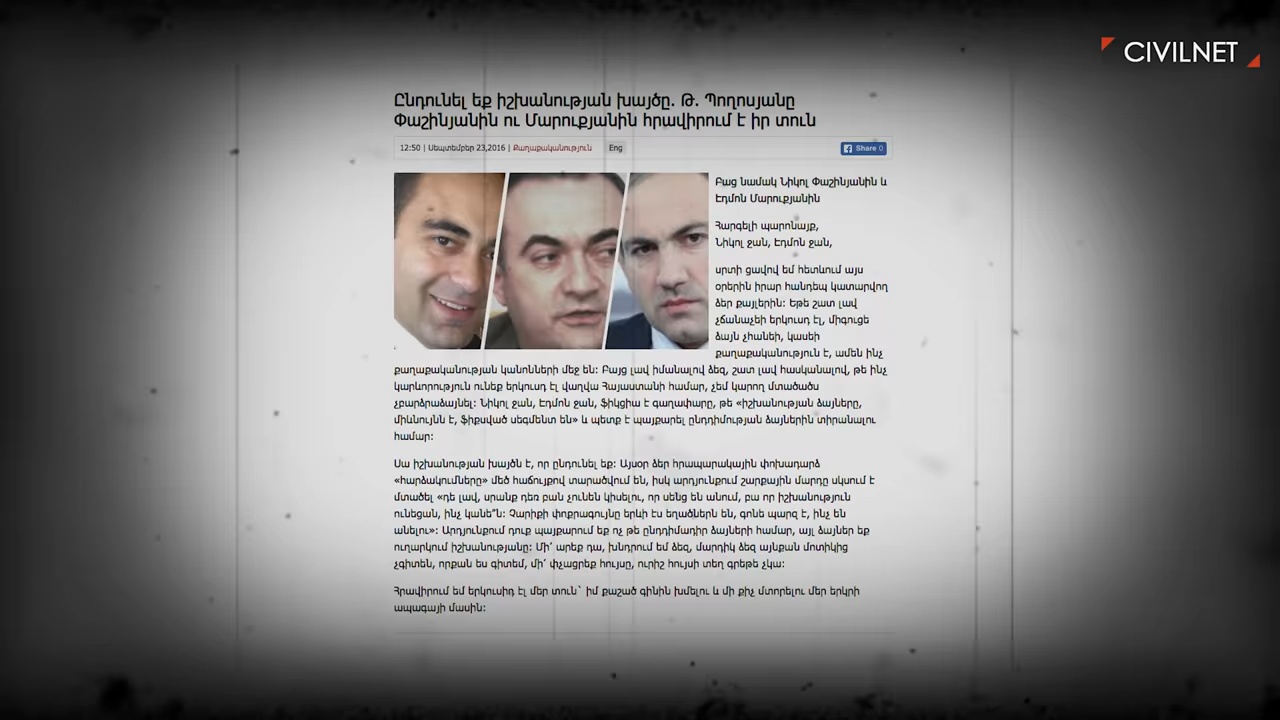 CIVILNET
Ընդունել եք իշխանության խայծը. Թ. Պողոսյանը
Փաշինյանին ու Մարուքյանին հրավիրում է իր տուն
12:50 | Սեպտեմբեր 23,2016 | Քաղաքականություն Eng
Share 0
Բաց նամակ Նիկոլ Փաշինյանին և
Էդմոն Մարուքյանին
Հարգելի պարոնայք,
Նիկոլ ջան, Էդմոն ջան,
սրտի ցավով եմ հետևում այս
օրերին իրար հանդեպ կատարվող
ձեր քայլերին: Եթե շատ լավ
չճանաչեի երկուսդ էլ, միգուցե
ձայն չհանեի, կասեի
քաղաքականություն է, ամեն ինչ
քաղաքականության կանոնների մեջ են: Բայց լավ իմանալով ձեզ, շատ լավ հասկանալով, թե ինչ
կարևորություն ունեք երկուսդ էլ վաղվա Հայաստանի համար, չեմ կարող մտածածս
չբարձրաձայնել: Նիկոլ ջան, Էդմոն ջան, ֆիկցիա է գաղափարը, թե «իշխանության ձայները,
միևնույնն է, ֆիքսված սեգմենտ են» և պետք է պայքարել ընդդիմության ձայներին տիրանալու
համար:
Սա իշխանության խայծն է, որ ընդունել եք: Այսօր ձեր հրապարակային փոխադարձ
«հարձակումները» մեծ հաճույքով տարածվում են, իսկ արդյունքում շարքային մարդը սկսում է
մտածել «դե լավ, սրանք դեռ բան չունեն կիսելու, որ սենց են անում, բա որ իշխանություն
ունեցան, ինչ կանե՞ն: Չարիքի փոքրագույնը երևի էս եղածներն են, գոնե պարզ է, ինչ են
անելու»: Արդյունքում դուք պայքարում եք ոչ թե ընդդիմադիր ձայների համար, այլ ձայներ եք
ուղարկում իշխանությանը: Մի՛ արեք դա, խնդրում եմ ձեզ, մարդիկ ձեզ այնքան մոտիկից
չգիտեն, որքան ես գիտեմ, մի՛ փչացրեք հույսը, ուրիշ հույսի տեղ գրեթե չկա:
Հրավիրում եմ երկուսիդ էլ մեր տուն` իմ քաշած գինին խմելու և մի քիչ մտորելու մեր երկրի
ապագայի մասին: